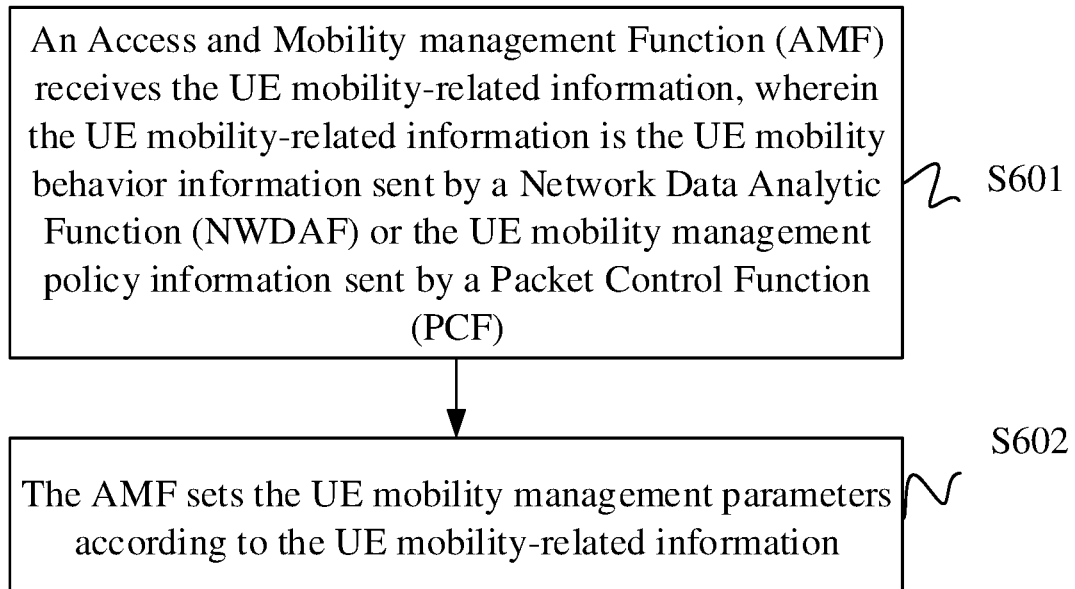 An Access and Mobility management Function (AMF)
receives the UE mobility-related information, wherein
the UE mobility-related information is the UE mobility
behavior information sent by a Network Data Analytic
Function (NWDAF) or the UE mobility management
policy information sent by a Packet Control Function
(PCF)
S601
S602
The AMF sets the UE mobility management parameters
according to the UE mobility-related information